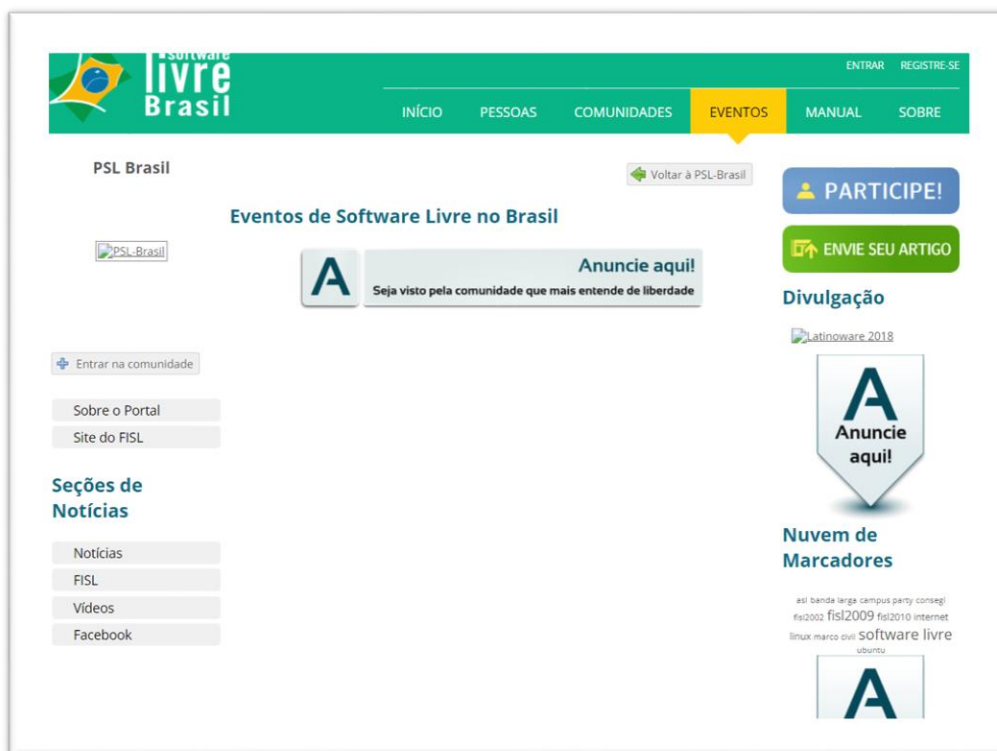 software
livre
Brasil
ENTRAR REGISTRE-SE
INÍCIO PESSOAS COMUNIDADES EVENTOS MANUAL SOBRE
PSL Brasil
Voltar à PSL-Brasil
Eventos de Software Livre no Brasil
PSL-Brasil
A Anuncie aqui!
Seja visto pela comunidade que mais entende de liberdade
Entrar na comunidade
Sobre o Portal
Site do FISL
Seções de
Notícias
Notícias
FISL
Vídeos
Facebook
PARTICIPE!
ENVIE SEU ARTIGO
Divulgação
Latinoware 2018
A
Anuncie
aqui!
Nuvem de
Marcadores
asl banda larga campus party consegi
fisl2002 fisl2009 fisl2010 internet
linux marco civil software livre
ubuntu
A